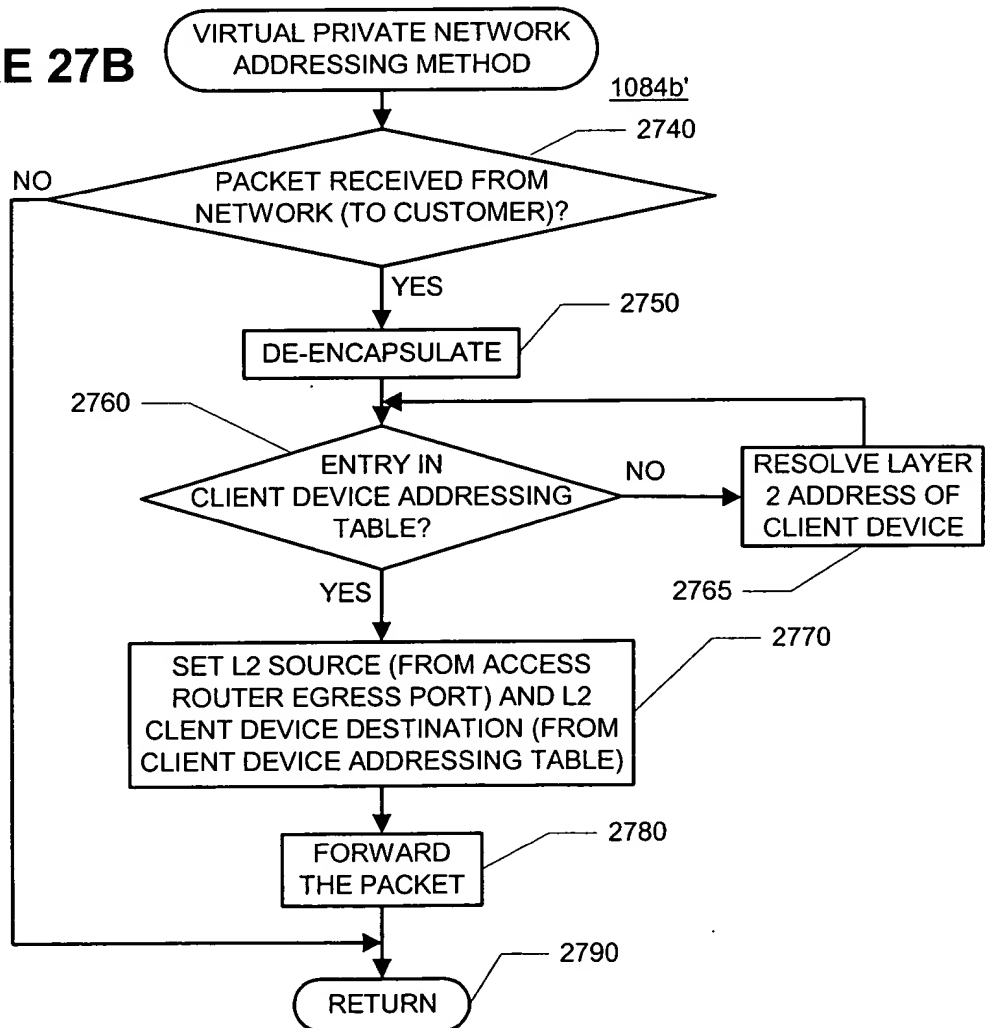 E 27B
VIRTUAL PRIVATE NETWORK
ADDRESSING METHOD
1084b'
2740
NO
PACKET RECEIVED FROM
NETWORK (TO CUSTOMER)?
YES
2750
DE-ENCAPSULATE
2760
ENTRY IN
CLIENT DEVICE ADDRESSING
TABLE?
NO
RESOLVE LAYER
2 ADDRESS OF
CLIENT DEVICE
YES
2765
2770
SET L2 SOURCE (FROM ACCESS
ROUTER EGRESS PORT) AND L2
CLENT DEVICE DESTINATION (FROM
CLIENT DEVICE ADDRESSING TABLE)
2780
FORWARD
THE PACKET
2790
RETURN